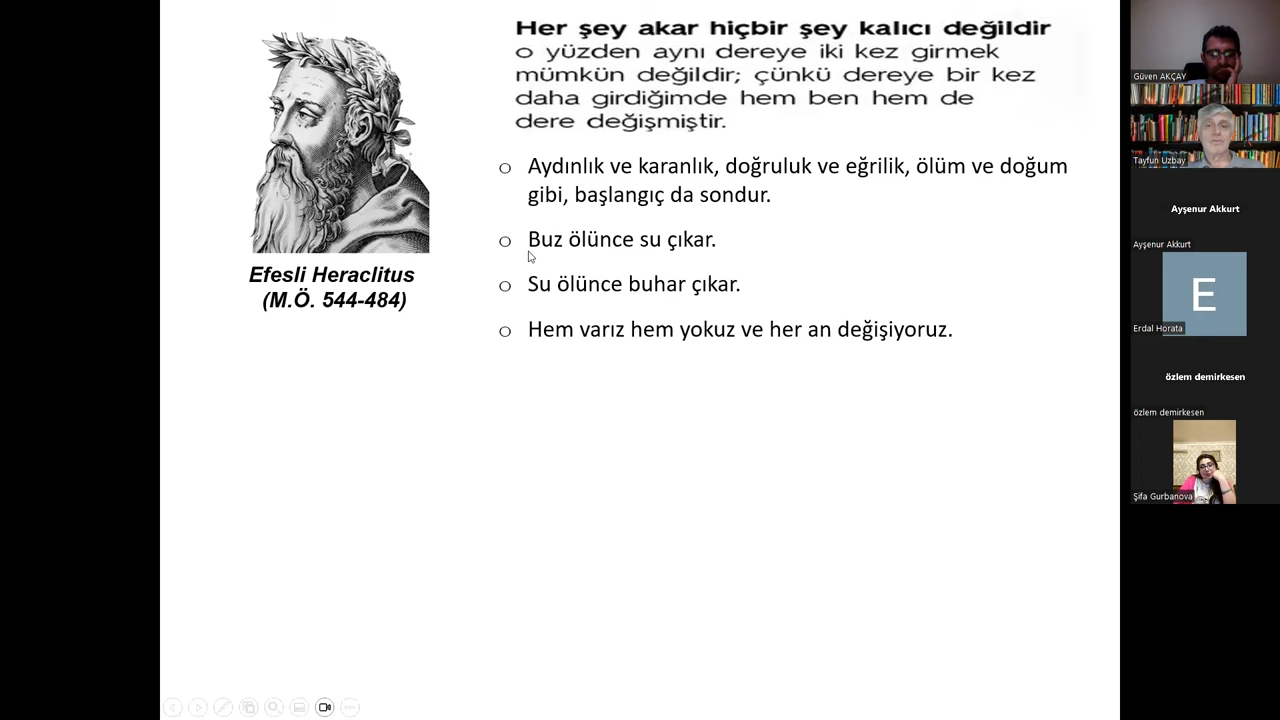 Her şey akar hiçbir şey kalıcı değildir
o yüzden aynı dereye iki kez girmek
mümkün değildir; çünkü dereye bir kez
daha girdiğimde hem ben hem de
dere değişmiştir.
o Aydınlık ve karanlık, doğruluk ve eğrilik, ölüm ve doğum
gibi, başlangıç da sondur.
o Buz ölünce su çıkar.
o Su ölünce buhar çıkar.
o Hem varız hem yokuz ve her an değişiyoruz.
Efesli Heraclitus
(M.Ö. 544-484)
Güven AKÇAY
Tayfun Uzbay
Ayşenur Akkurt
Ayşenur Akkurt
E
Erdal Horata
özlem demirkesen
özlem demirkesen
Şifa Gurbanova